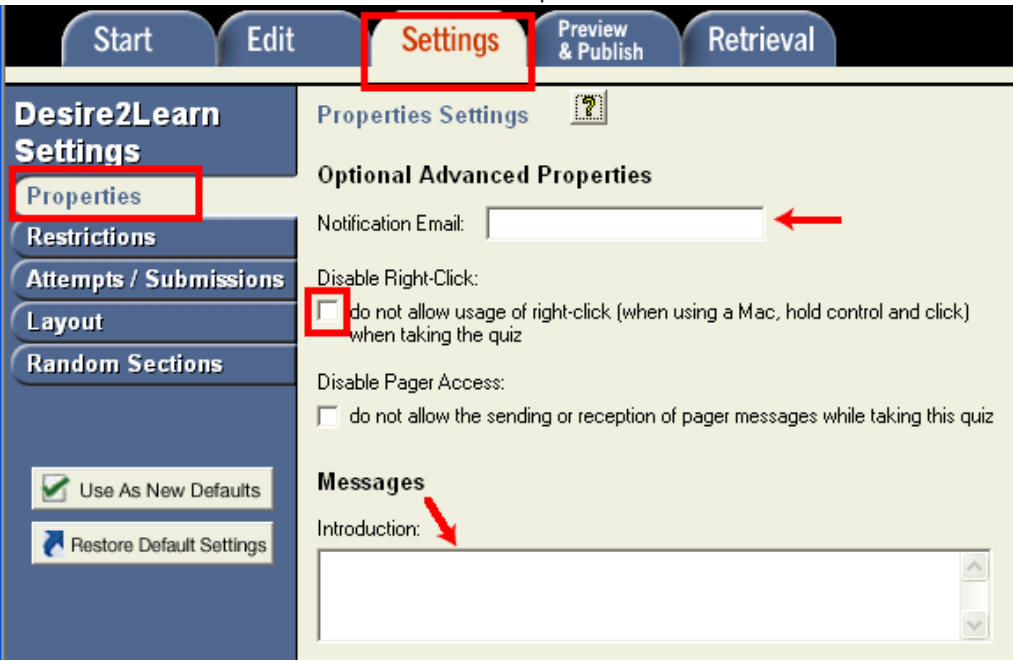 Start
Edit
Settings
Preview
& Publish
Retrieval
Desire2Learn
Settings
Properties
Restrictions
Attempts / Submissions
Layout
Random Sections
Use As New Defaults
Restore Default Settings
Properties Settings ?
Optional Advanced Properties
Notification Email:
Disable Right-Click:
do not allow usage of right-click (when using a Mac, hold control and click)
when taking the quiz
Disable Pager Access:
do not allow the sending or reception of pager messages while taking this quiz
Messages
Introduction: